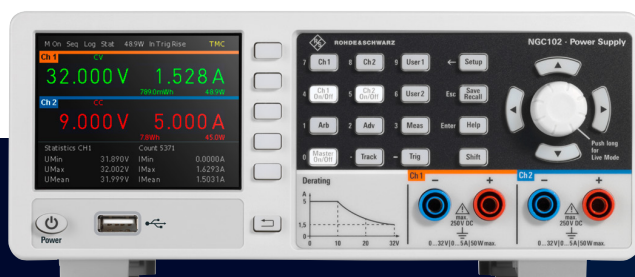 M On Seq Log Stat 48.9W In Trig Rise TMC
Ch 1 CV
32.000 V 1.528 A
789.0mWh 48.9W
Ch 2 CC
9.000 V 5.000 A
7.8Wh 45.0W
Statistics CH1 Count 5371
UMin 31.890V IMin 0.0000A
UMax 32.002V IMax 1.6293A
UMean 31.999V IMean 1.5031A
Power
ROHDE&SCHWARZ
NGC102 · Power Supply
7 Ch1 8 Ch2 9 User1 ← Setup
4 Ch1 On/Off 5 Ch2 On/Off 6 User2 Esc Save Recall
1 Arb 2 Adv 3 Meas Enter Help
0 Master On/Off . Track – Trig Shift
Push long
for
Live Mode
Derating
A
5
1.5
0
0 10 20 32V
Ch1 – +
max.
250V DC
0...32V|0...5A|50W max.
Ch2 – +
max.
250V DC
0...32V|0...5A|50W max.